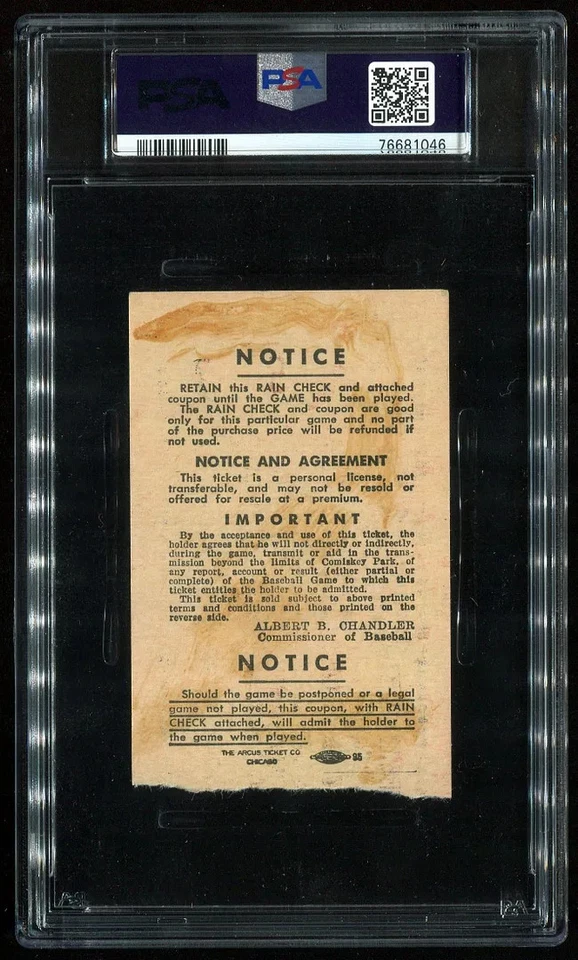 PSA
PSA
76681046
NOTICE
RETAIN this RAIN CHECK and attached
coupon until the GAME has been played.
The RAIN CHECK and coupon are good
only for this particular game and no part
of the purchase price will be refunded if
not used.
NOTICE AND AGREEMENT
This ticket is a personal license, not
transferable, and may not be resold or
offered for resale at a premium.
IMPORTANT
By the acceptance and use of this ticket, the
holder agrees that he will not directly or indirectly,
during the game, transmit or aid in the trans-
mission beyond the limits of Comiskey Park, of
any report, account or result (either partial or
complete) of the Baseball Game to which this
ticket entitles the holder to be admitted.
This ticket is sold subject to above printed
terms and conditions and those printed on the
reverse side.
ALBERT B. CHANDLER
Commissioner of Baseball
NOTICE
Should the game be postponed or a legal
game not played, this coupon, with RAIN
CHECK attached, will admit the holder to
the game when played.
THE ARCUS TICKET CO
CHICAGO
95